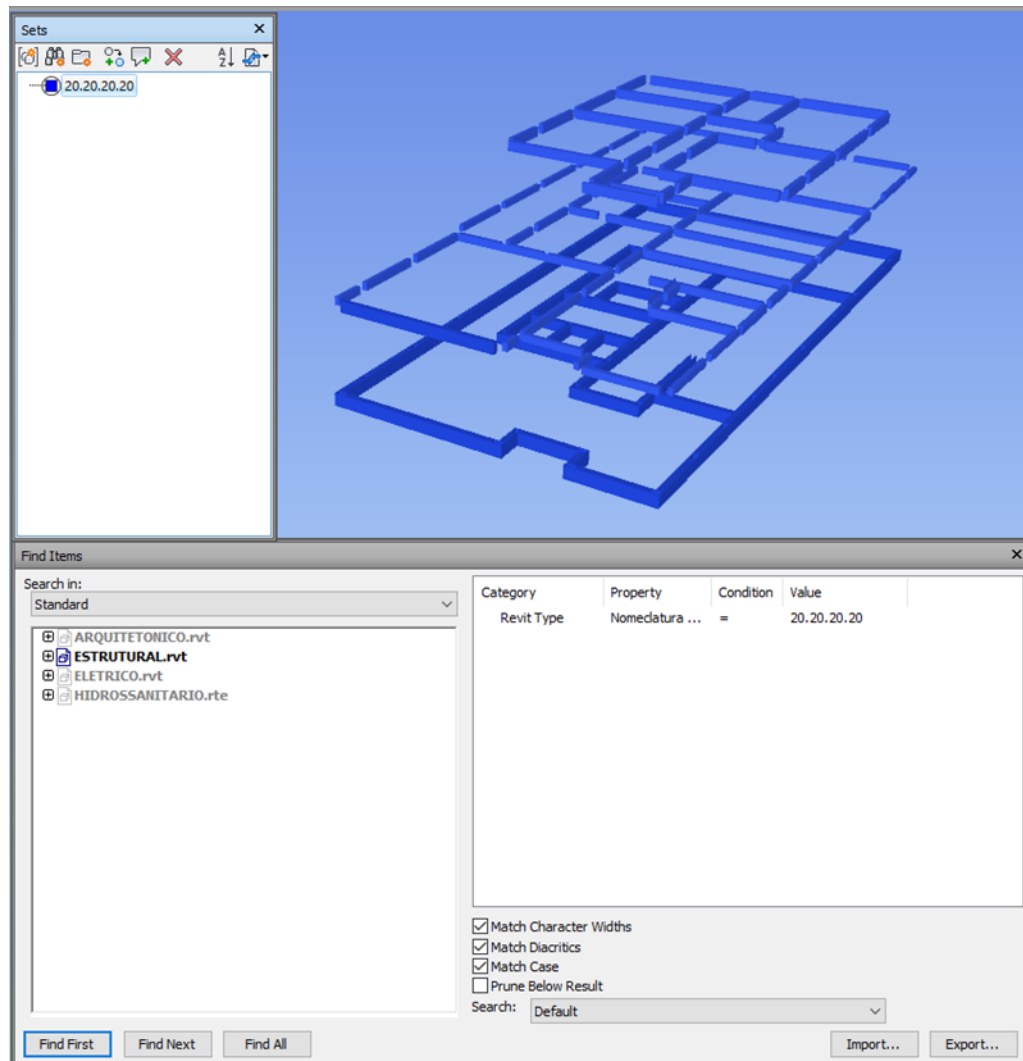 Sets
20.20.20.20
Find Items
Search in:
Standard
ARQUITETONICO.rvt
ESTRUTURAL.rvt
ELETRICO.rvt
HIDROSSANITARIO.rte
Category Property Condition Value
Revit Type Nomedatura ... = 20.20.20.20
Match Character Widths
Match Diacritics
Match Case
Prune Below Result
Search: Default
Find First Find Next Find All Import... Export...